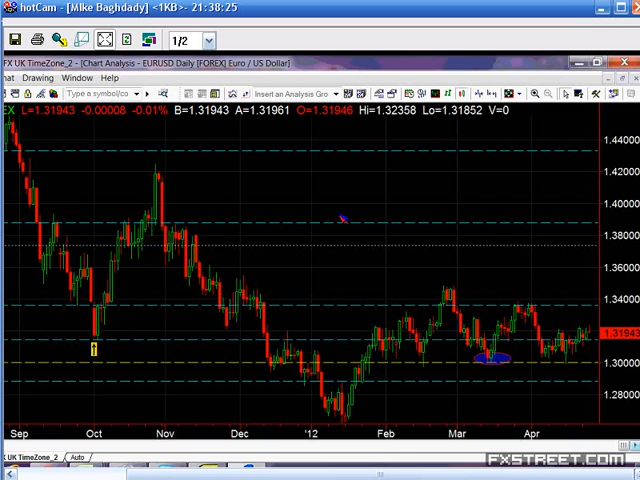 hotCam - [Mike Baghdady] <1KB> - 21:38:25
1/2
FX UK TimeZone_2 - [Chart Analysis - EURUSD Daily [FOREX] Euro / US Dollar]
mat Drawing Window Help
Type a symbol/co
Insert an Analysis Gro
EX L=1.31943 -0.00008 -0.01% B=1.31943 A=1.31961 O=1.31946 Hi=1.32358 Lo=1.31852 V=0
1.44000
1.42000
1.40000
1.38000
1.36000
1.34000
1.31943
1.30000
1.28000
Sep Oct Nov Dec '12 Feb Mar Apr
UK TimeZone_2 Auto
FXSTREET.COM